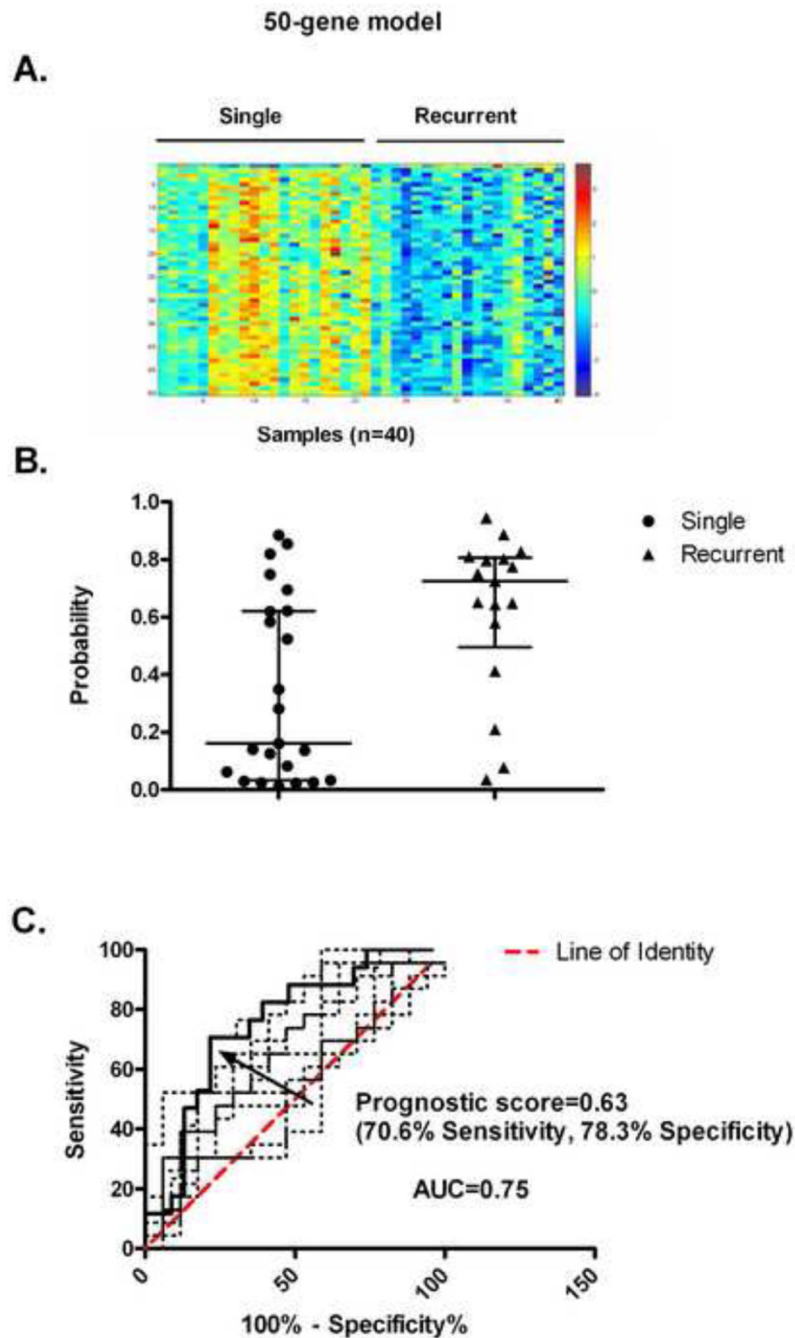 50-gene model
A.
Single
Recurrent
Samples (n=40)
B.
1.0
0.8
0.6
0.4
0.2
0.0
Probability
Single
Recurrent
C.
100
80
60
40
20
0
Sensitivity
Line of Identity
Prognostic score=0.63
(70.6% Sensitivity, 78.3% Specificity)
AUC=0.75
0
50
100
150
100% - Specificity%